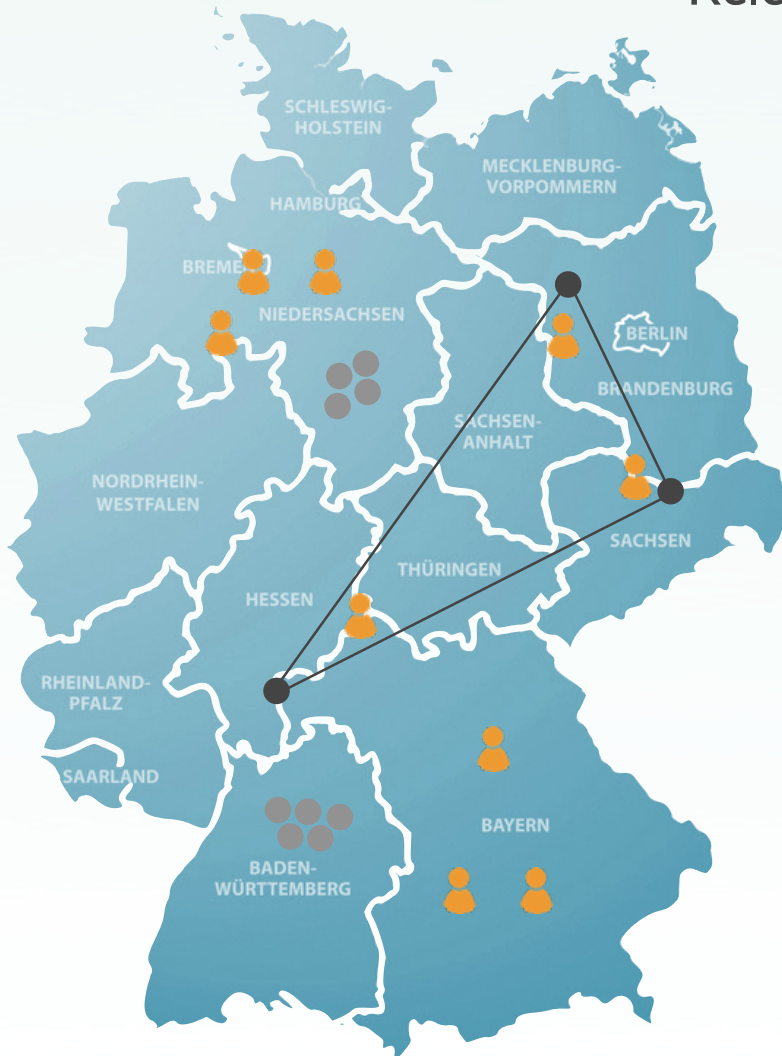 SCHLESWIG-
HOLSTEIN
MECKLENBURG-
VORPOMMERN
HAMBURG
BREME
NIEDERSACHSEN
BERLIN
BRANDENBURG
SACHSEN-
ANHALT
NORDRHEIN-
WESTFALEN
SACHSEN
THÜRINGEN
HESSEN
RHEINLAND-
PFALZ
SAARLAND
BAYERN
BADEN-
WÜRTTEMBERG